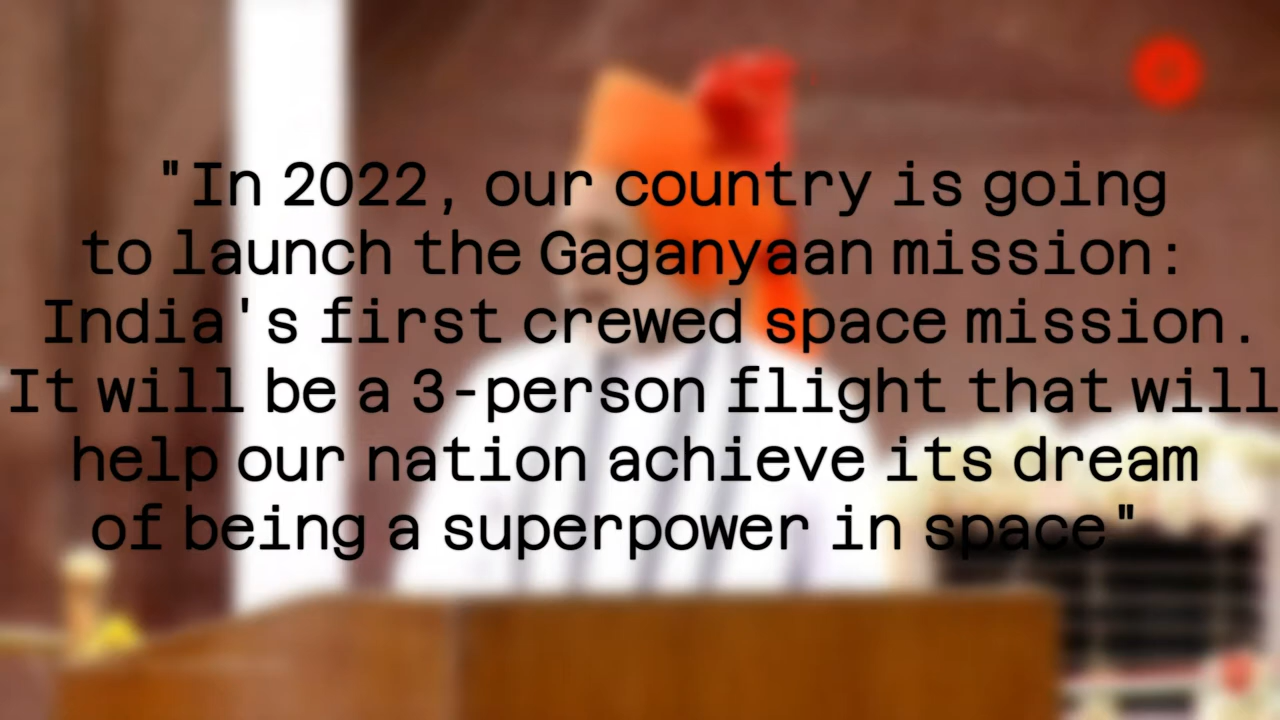 "In 2022, our country is going
to launch the Gaganyaan mission:
India's first crewed space mission.
It will be a 3-person flight that will
help our nation achieve its dream
of being a superpower in space"